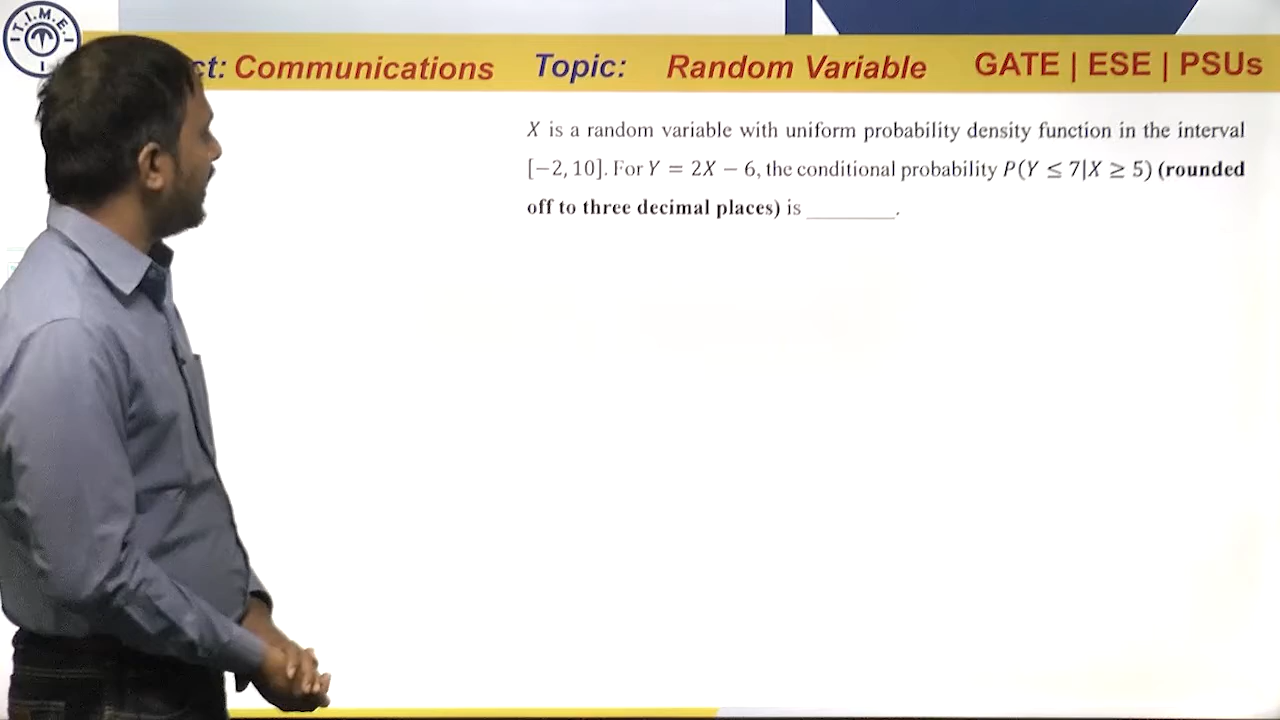 T.I.M.E.
ct: Communications Topic: Random Variable GATE | ESE | PSUs
X is a random variable with uniform probability density function in the interval
[−2, 10]. For Y = 2X − 6, the conditional probability P(Y ≤ 7|X ≥ 5) (rounded
off to three decimal places) is ________.